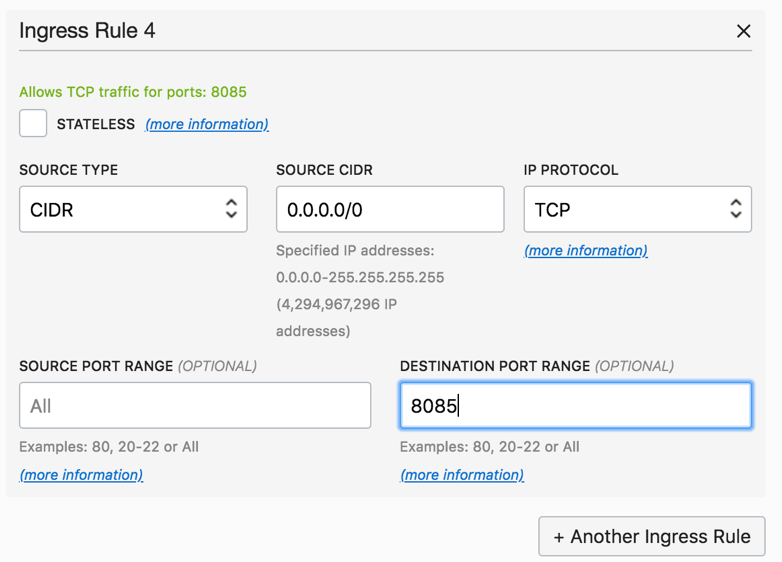 Ingress Rule 4
Allows TCP traffic for ports: 8085
STATELESS (more information)
SOURCE TYPE SOURCE CIDR IP PROTOCOL
CIDR 0.0.0.0/0 TCP
Specified IP addresses: (more information)
0.0.0.0-255.255.255.255
(4,294,967,296 IP
addresses)
SOURCE PORT RANGE (OPTIONAL) DESTINATION PORT RANGE (OPTIONAL)
All 8085
Examples: 80, 20-22 or All Examples: 80, 20-22 or All
(more information) (more information)
+ Another Ingress Rule